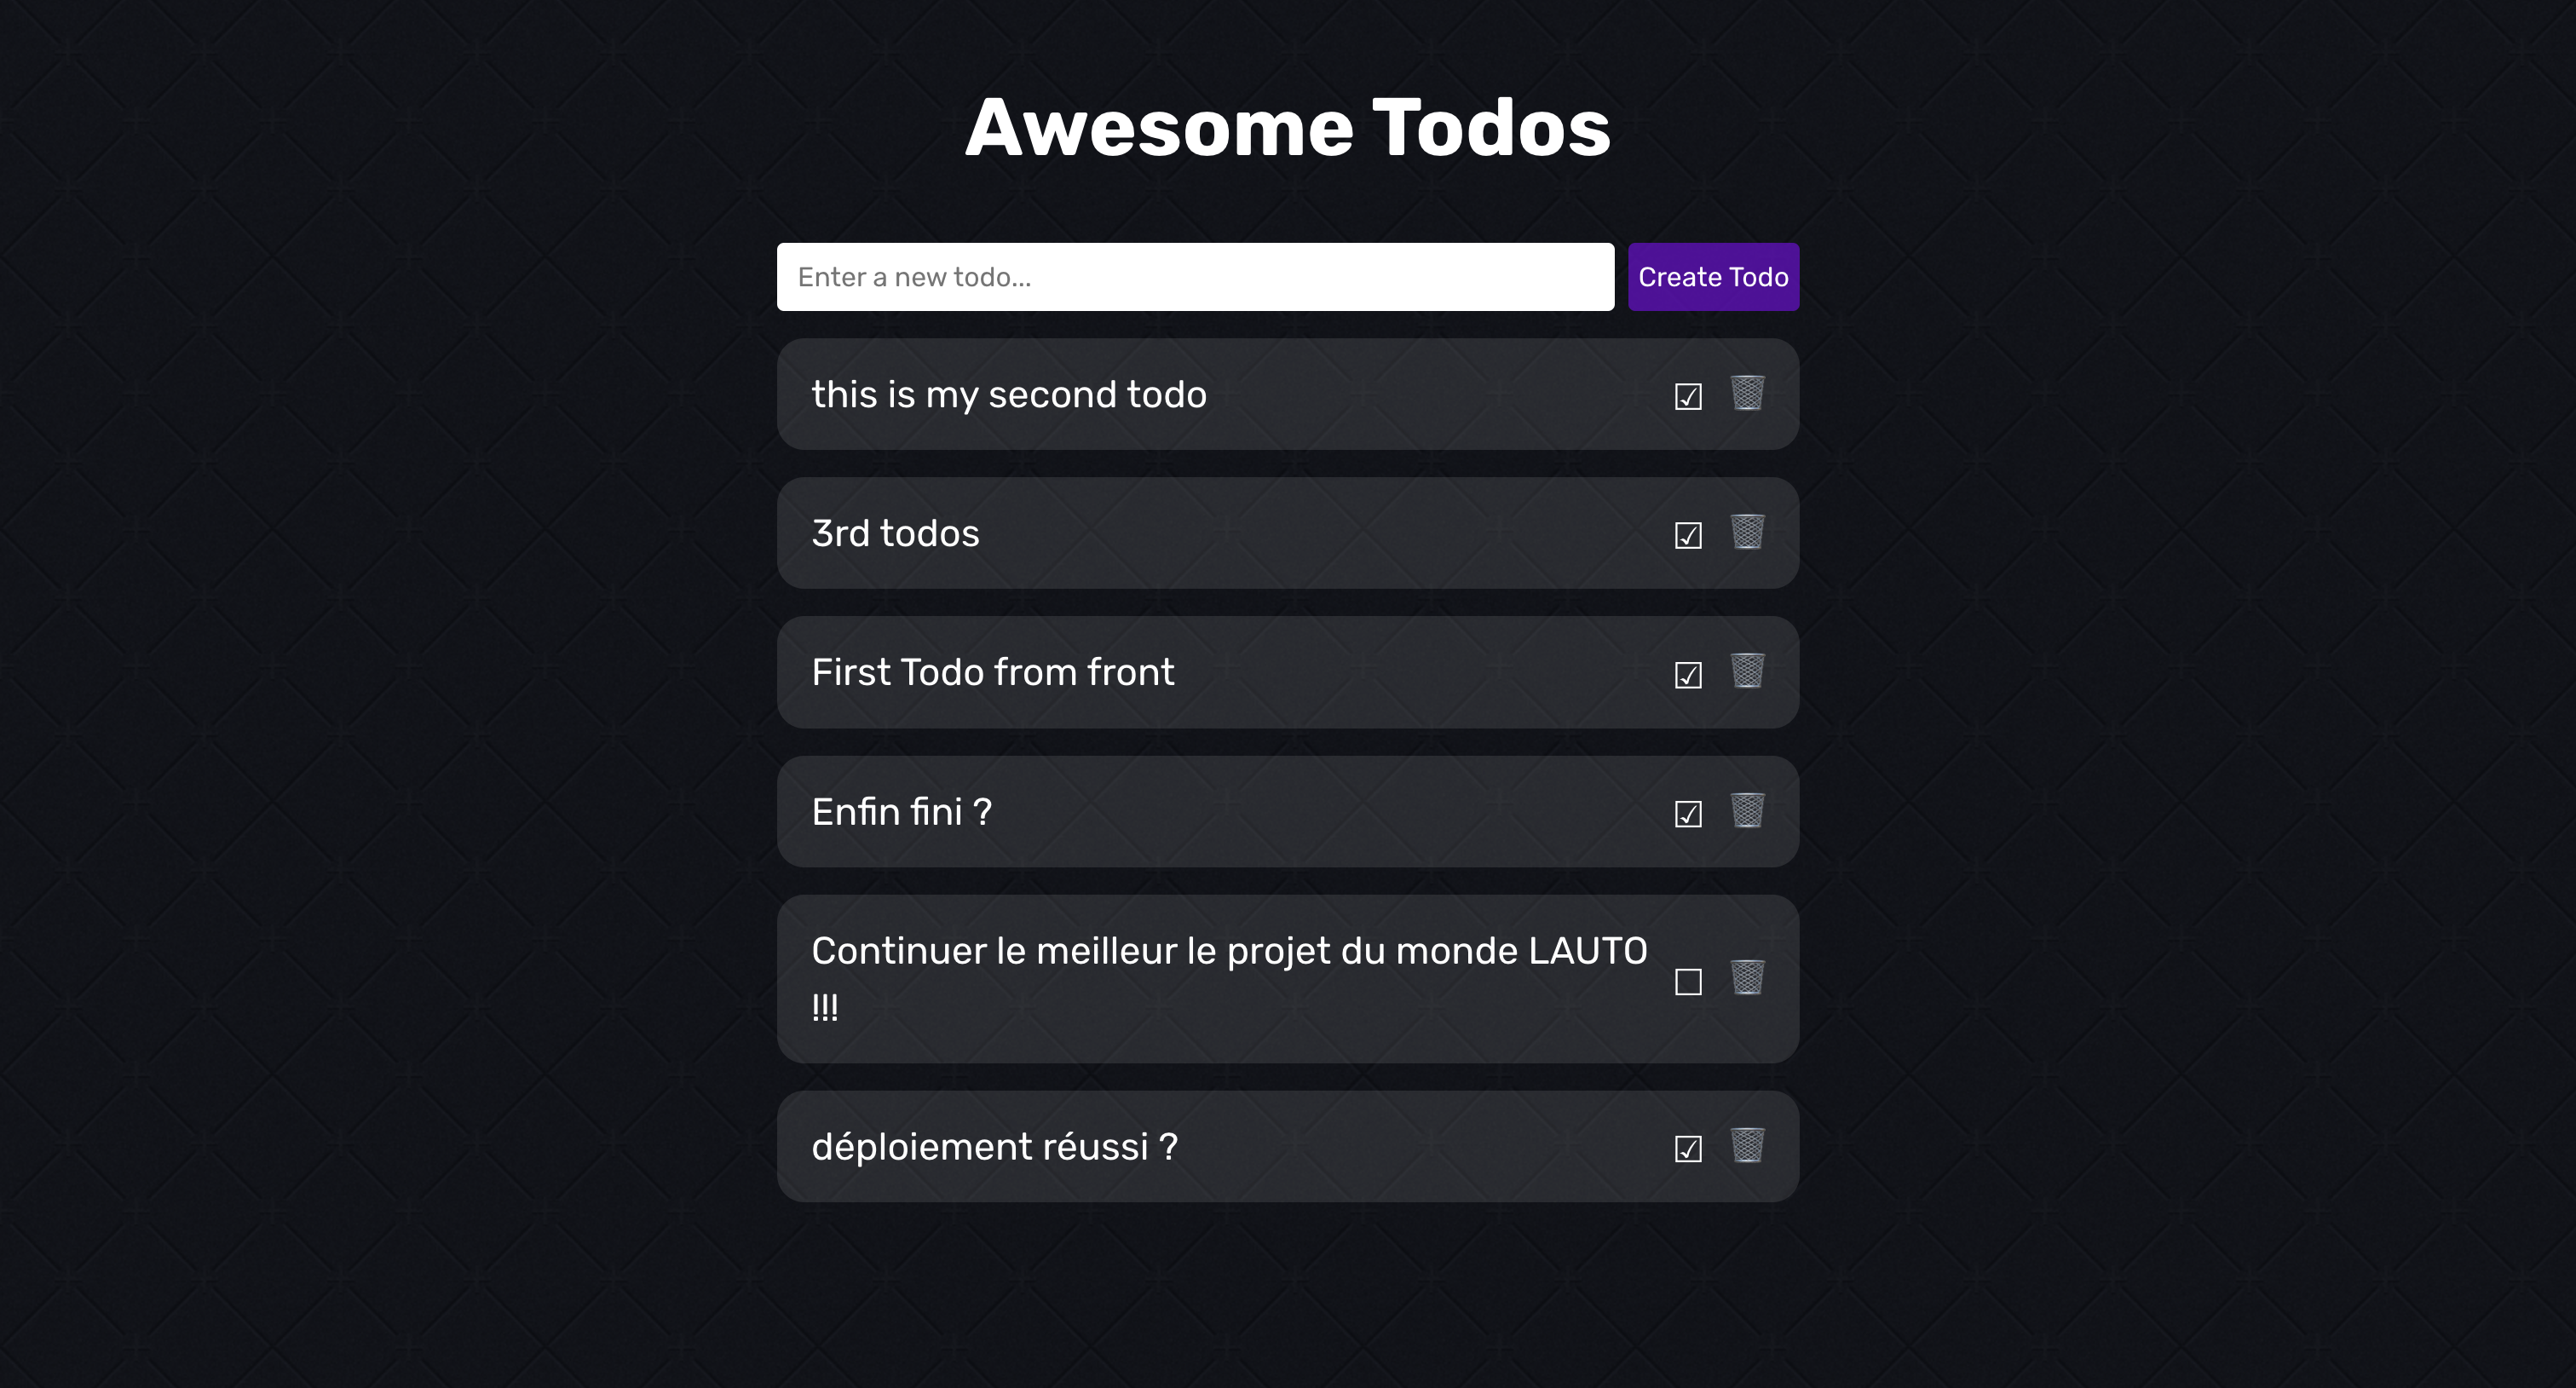 Awesome Todos
Enter a new todo...
Create Todo
this is my second todo
3rd todos
First Todo from front
Enfin fini ?
Continuer le meilleur le projet du monde LAUTO
!!!
déploiement réussi ?